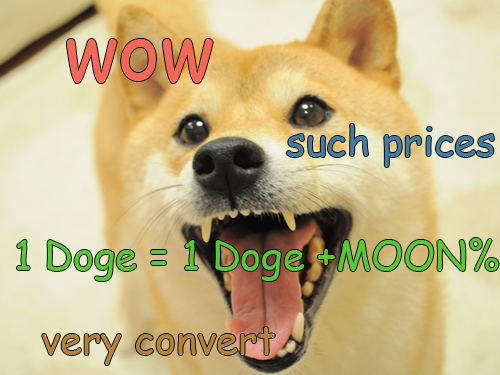 WOW
such prices
1 Doge = 1 Doge +MOON%
very convert